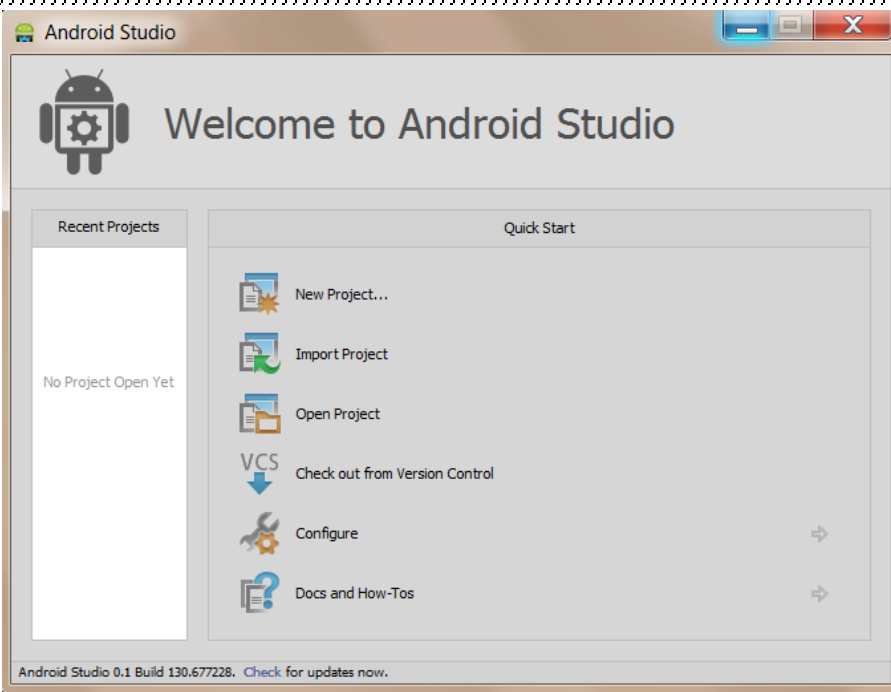 Android Studio
Welcome to Android Studio
Recent Projects
No Project Open Yet
Quick Start
New Project...
Import Project
Open Project
VCS
Check out from Version Control
Configure
Docs and How-Tos
Android Studio 0.1 Build 130.677228. Check for updates now.